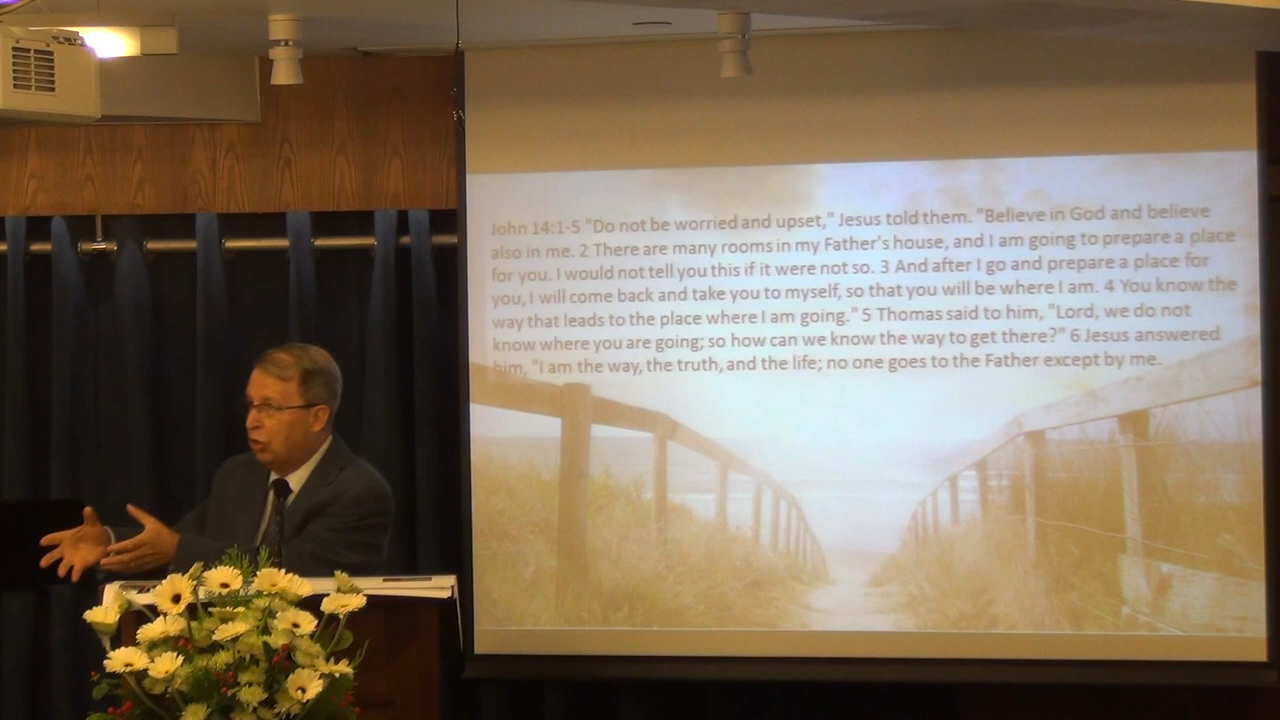 John 14:1-5 "Do not be worried and upset," Jesus told them. "Believe in God and believe
also in me. 2 There are many rooms in my Father's house, and I am going to prepare a place
for you. I would not tell you this if it were not so. 3 And after I go and prepare a place for
you, I will come back and take you to myself, so that you will be where I am. 4 You know the
way that leads to the place where I am going." 5 Thomas said to him, "Lord, we do not
know where you are going; so how can we know the way to get there?" 6 Jesus answered
him, "I am the way, the truth, and the life; no one goes to the Father except by me.